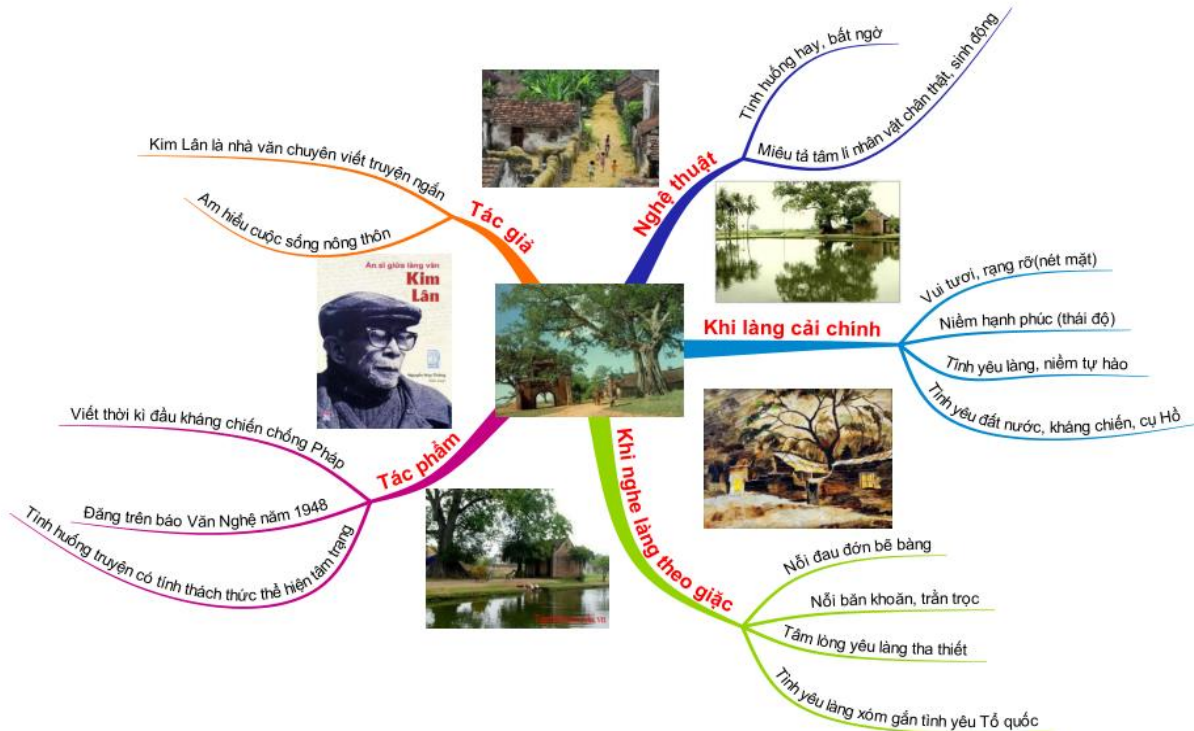 Tác giả
Kim Lân là nhà văn chuyên viết truyện ngắn
Am hiểu cuộc sống nông thôn
Ẩn sĩ giữa làng văn
Kim
Lân
Tác phẩm
Viết thời kì đầu kháng chiến chống Pháp
Đăng trên báo Văn Nghệ năm 1948
Tình huống truyện có tính thách thức thể hiện tâm trạng
Nghệ thuật
Tình huống hay, bất ngờ
Miêu tả tâm lí nhân vật chân thật, sinh động
Khi làng cải chính
Vui tươi, rạng rỡ(nét mặt)
Niềm hạnh phúc (thái độ)
Tình yêu làng, niềm tự hào
Tình yêu đất nước, kháng chiến, cụ Hồ
Khi nghe làng theo giặc
Nỗi đau đớn bẽ bàng
Nỗi băn khoăn, trằn trọc
Tấm lòng yêu làng tha thiết
Tình yêu làng xóm gắn tình yêu Tổ quốc